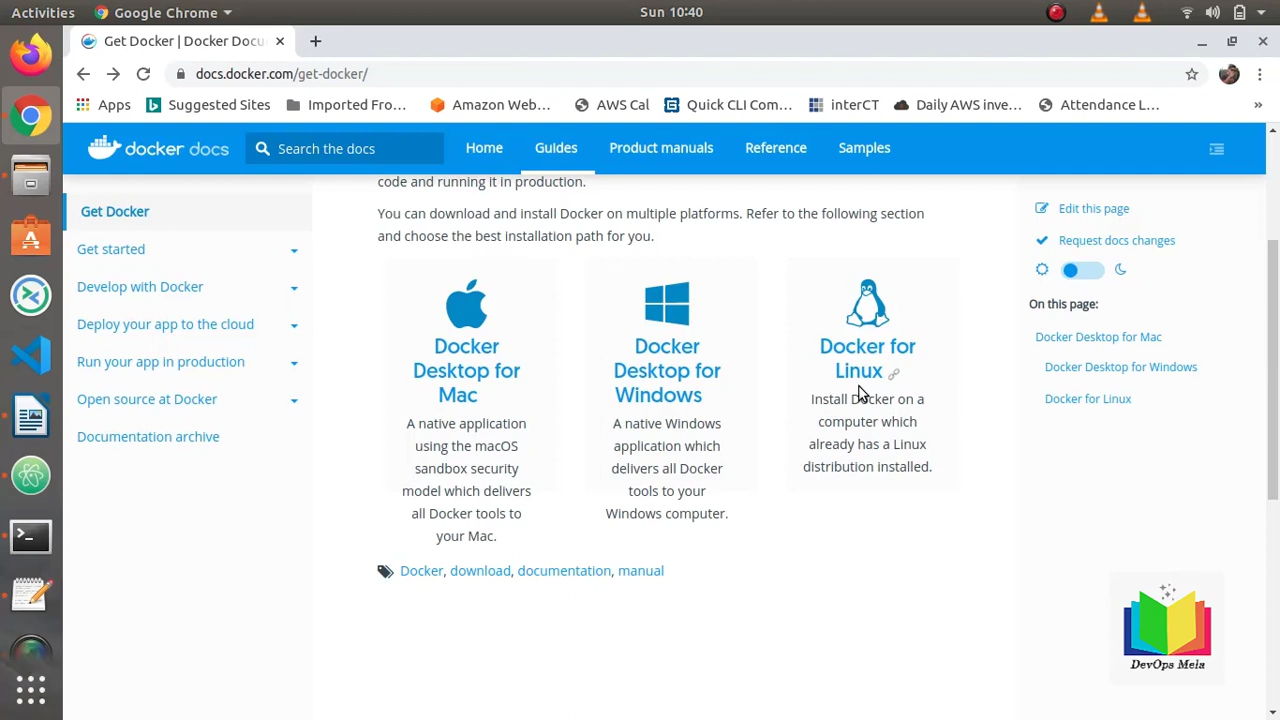 Activities
Google Chrome
Sun 10:40
Get Docker | Docker Docu
docs.docker.com/get-docker/
Apps
Suggested Sites
Imported Fro...
Amazon Web...
AWS Cal
Quick CLI Com...
interCT
Daily AWS inve...
Attendance L...
»
docker docs
Search the docs
Home
Guides
Product manuals
Reference
Samples
Get Docker
Get started
Develop with Docker
Deploy your app to the cloud
Run your app in production
Open source at Docker
Documentation archive
code and running it in production.
You can download and install Docker on multiple platforms. Refer to the following section
and choose the best installation path for you.
Docker
Desktop for
Mac
A native application
using the macOS
sandbox security
model which delivers
all Docker tools to
your Mac.
Docker
Desktop for
Windows
A native Windows
application which
delivers all Docker
tools to your
Windows computer.
Docker for
Linux
Install Docker on a
computer which
already has a Linux
distribution installed.
Docker, download, documentation, manual
Edit this page
Request docs changes
On this page:
Docker Desktop for Mac
Docker Desktop for Windows
Docker for Linux
DevOps Mela